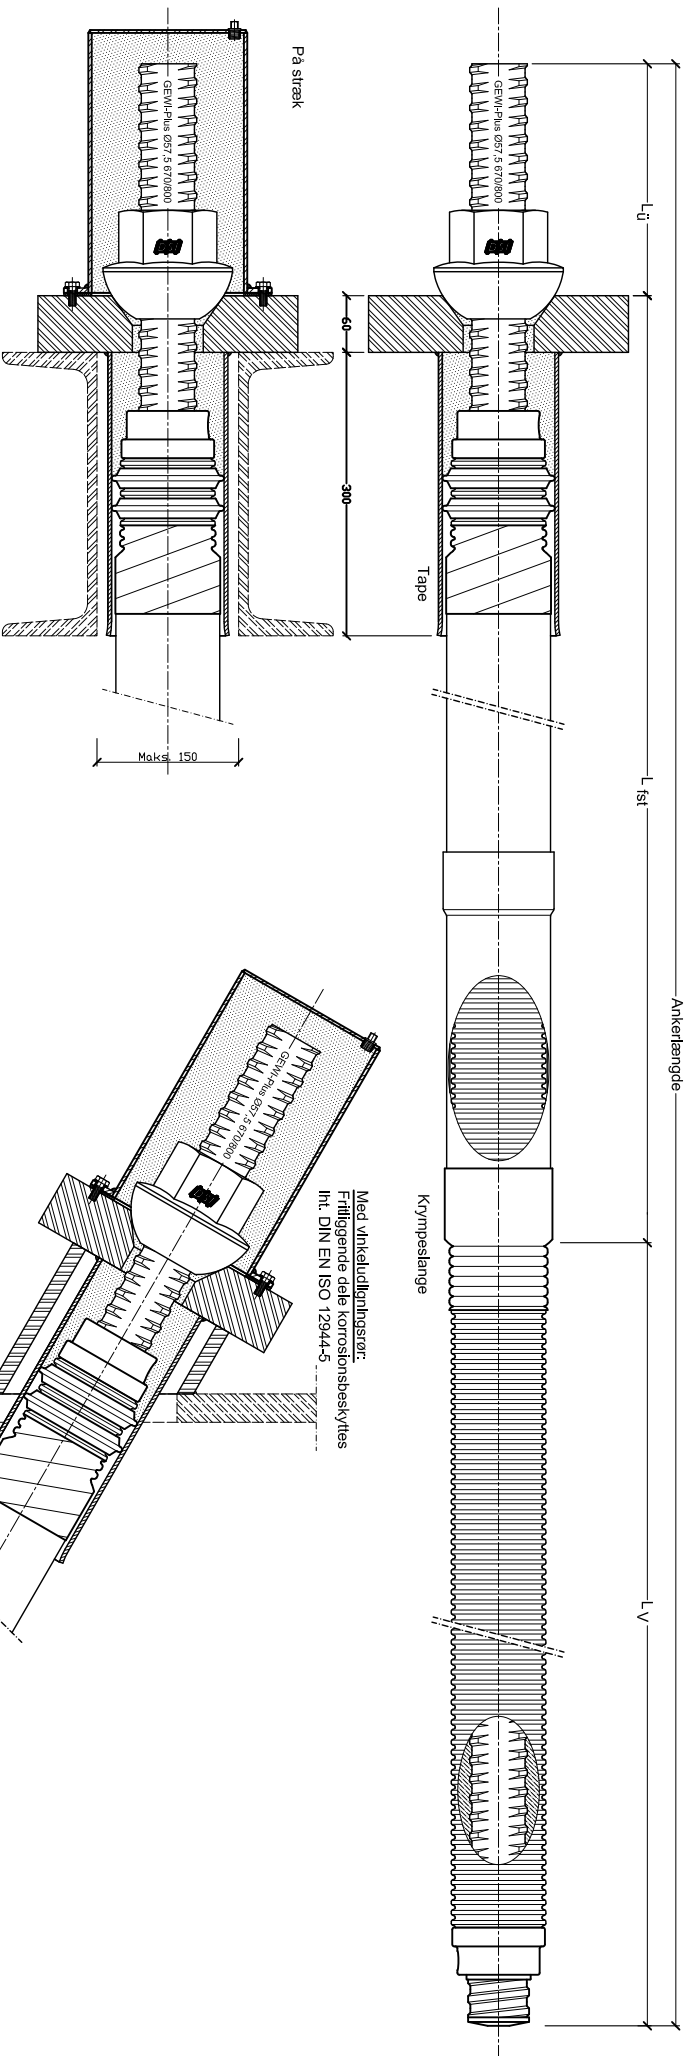 Ankerlængde
Lü
L fst
LV
GEWI-Plus Ø57,5 670/800
60
300
Tape
Krympeslange
På stræk
GEWI-Plus Ø57,5 670/800
Maks. 150
Med vinkeludligningsrør:
Fritliggende dele korrosionsbeskyttes
iht. DIN EN ISO 12944-5
GEWI-Plus Ø57,5 670/800